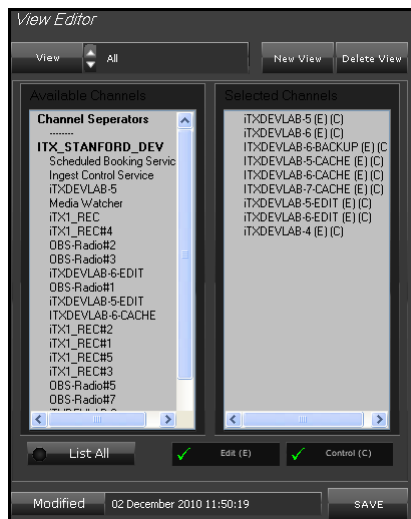 View Editor
View All New View Delete View
Available Channels
Channel Seperators
--------
ITX_STANFORD_DEV
Scheduled Booking Servic
Ingest Control Service
iTXDEVLAB-5
Media Watcher
iTX1_REC
iTX1_REC#4
OBS-Radio#2
OBS-Radio#3
iTXDEVLAB-6-EDIT
OBS-Radio#1
iTXDEVLAB-5-EDIT
ITXDEVLAB-6-CACHE
iTX1_REC#2
iTX1_REC#1
iTX1_REC#5
iTX1_REC#3
OBS-Radio#5
OBS-Radio#7
Selected Channels
iTXDEVLAB-5 (E) (C)
iTXDEVLAB-6 (E) (C)
ITXDEVLAB-6-BACKUP (E) (C
ITXDEVLAB-5-CACHE (E) (C)
ITXDEVLAB-6-CACHE (E) (C)
ITXDEVLAB-7-CACHE (E) (C)
iTXDEVLAB-5-EDIT (E) (C)
iTXDEVLAB-6-EDIT (E) (C)
iTXDEVLAB-4 (E) (C)
List All Edit (E) Control (C)
Modified 02 December 2010 11:50:19 SAVE